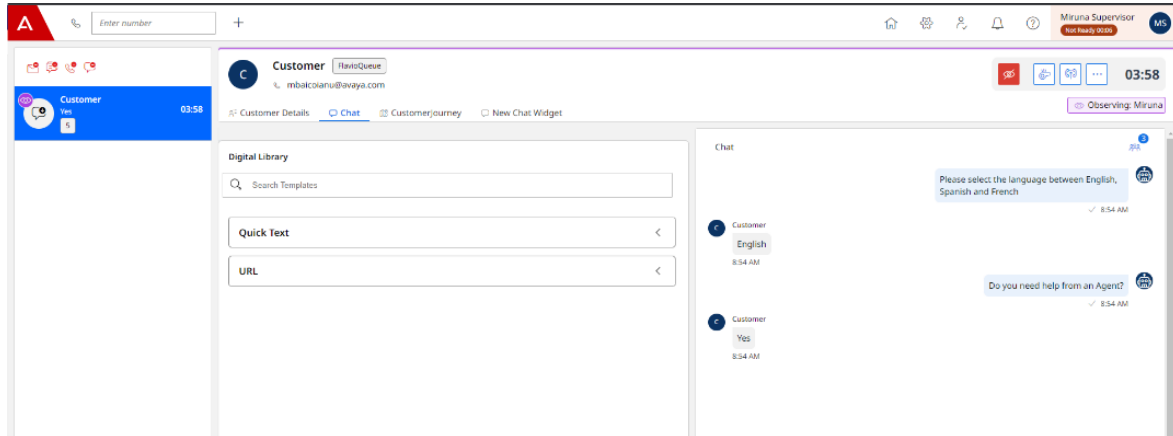 Enter number
Miruna Supervisor
Not Ready 00:06
MS
Customer
Yes
03:58
5
C
Customer
FlavioQueue
mbaicoianu@avaya.com
03:58
Observing: Miruna
Customer Details
Chat
Customerjourney
New Chat Widget
Digital Library
Search Templates
Quick Text
URL
Chat
3
Please select the language between English,
Spanish and French
8:54 AM
C
Customer
English
8:54 AM
Do you need help from an Agent?
8:54 AM
C
Customer
Yes
8:54 AM